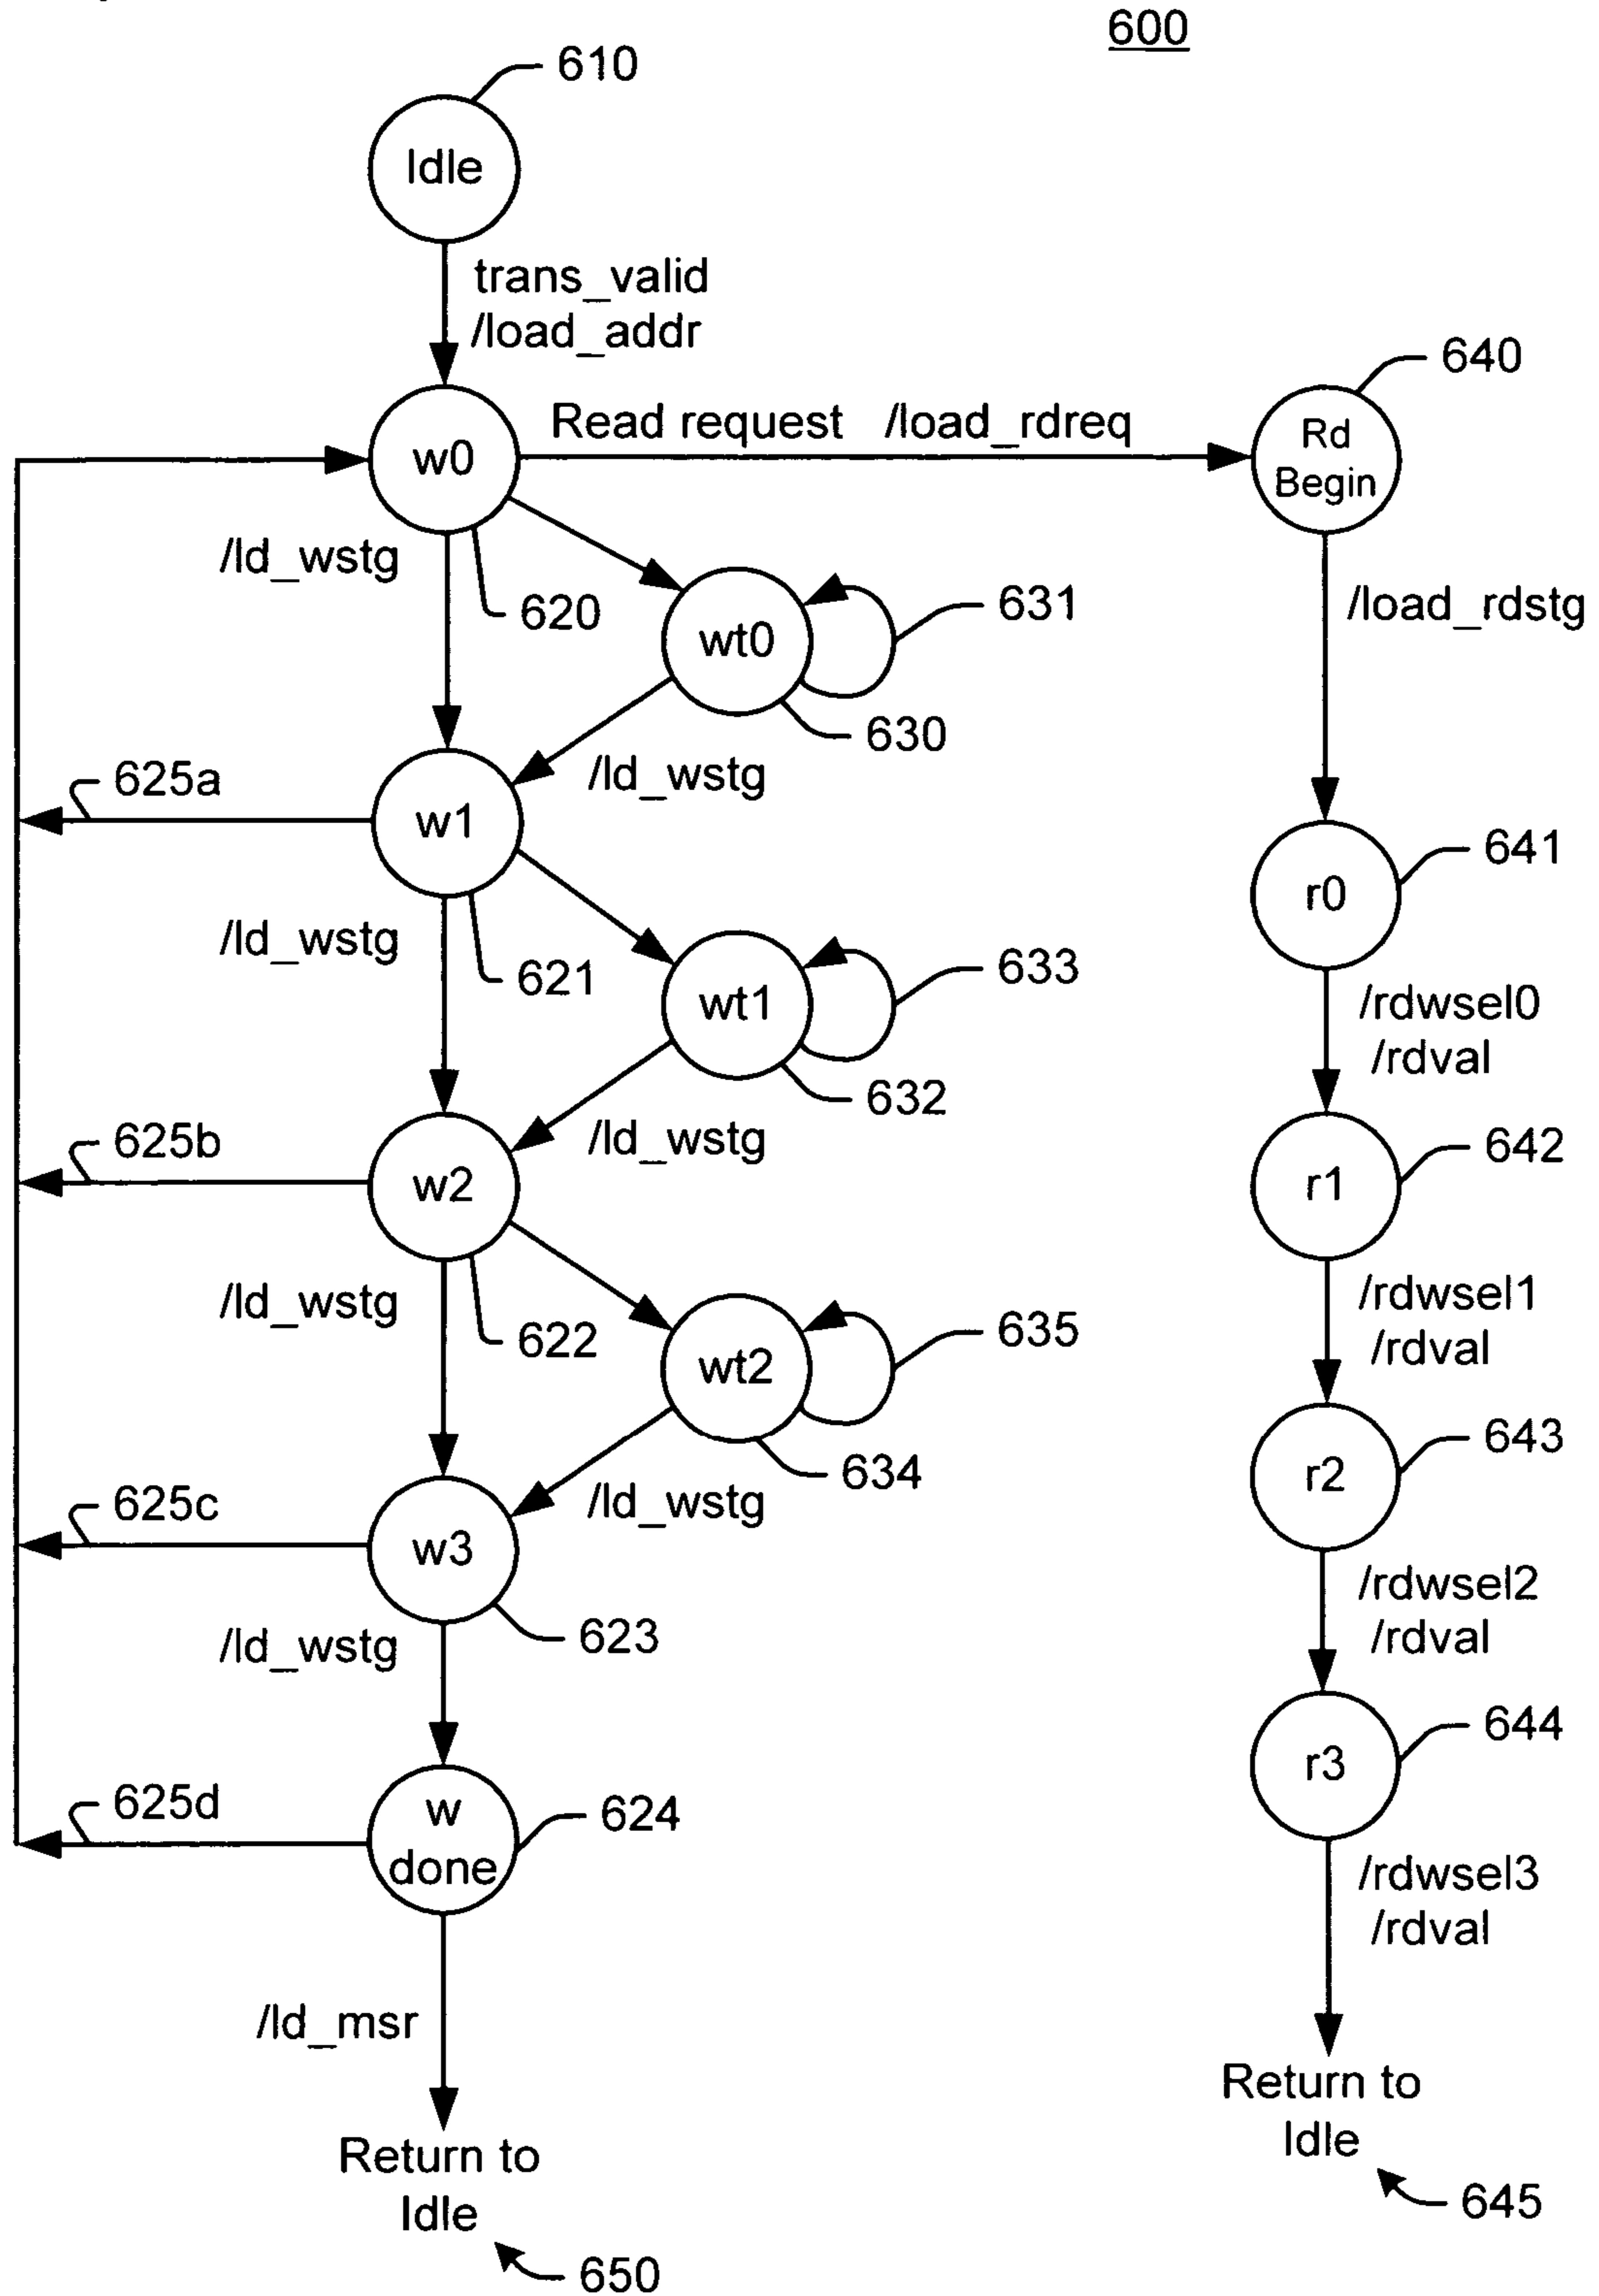 600
610
Idle
trans_valid
/load_addr
640
Read request /load_rdreq
w0
Rd
Begin
/ld_wstg
620
631
/load_rdstg
wt0
630
625a
/ld_wstg
w1
641
r0
/ld_wstg
621
633
wt1
/rdwsel0
/rdval
632
625b
/ld_wstg
642
w2
r1
/ld_wstg
622
635
/rdwsel1
/rdval
wt2
643
634
r2
625c
/ld_wstg
w3
/rdwsel2
/rdval
623
/ld_wstg
644
r3
625d
w
done
624
/rdwsel3
/rdval
/ld_msr
Return to
Idle
645
Return to
Idle
650